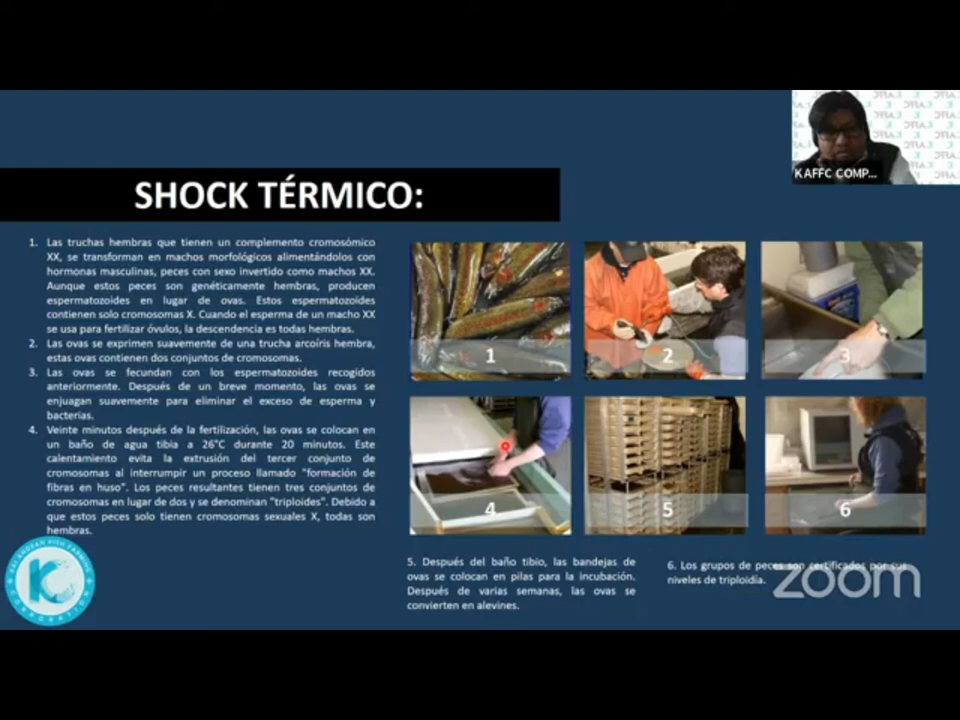 KAFFC COMP...
SHOCK TÉRMICO:
1. Las truchas hembras que tienen un complemento cromosómico
XX, se transforman en machos morfológicos alimentándolos con
hormonas masculinas, peces con sexo invertido como machos XX.
Aunque estos peces son genéticamente hembras, producen
espermatozoides en lugar de ovas. Estos espermatozoides
contienen solo cromosomas X. Cuando el esperma de un macho XX
se usa para fertilizar óvulos, la descendencia es todas hembras.
2. Las ovas se exprimen suavemente de una trucha arcoíris hembra,
estas ovas contienen dos conjuntos de cromosomas.
3. Las ovas se fecundan con los espermatozoides recogidos
anteriormente. Después de un breve momento, las ovas se
enjuagan suavemente para eliminar el exceso de esperma y
bacterias.
4. Veinte minutos después de la fertilización, las ovas se colocan en
un baño de agua tibia a 26°C durante 20 minutos. Este
calentamiento evita la extrusión del tercer conjunto de
cromosomas al interrumpir un proceso llamado "formación de
fibras en huso". Los peces resultantes tienen tres conjuntos de
cromosomas en lugar de dos y se denominan "triploides". Debido a
que estos peces solo tienen cromosomas sexuales X, todas son
hembras.
1
2
3
4
5
6
5. Después del baño tibio, las bandejas de
ovas se colocan en pilas para la incubación.
Después de varias semanas, las ovas se
convierten en alevines.
6. Los grupos de peces son certificados por sus
niveles de triploidía.
zoom
K